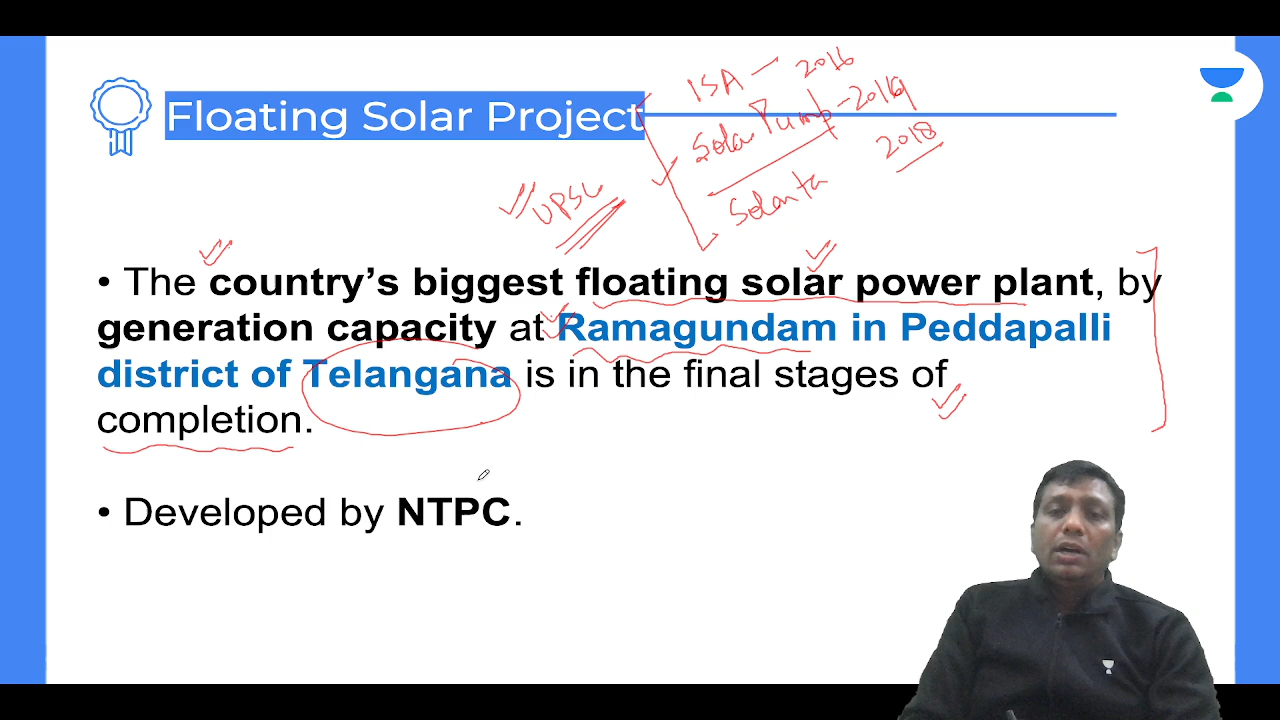 ISA - 2016
Floating Solar Project
Solar Pump - 2019
2018
UPSC
• The country’s biggest floating solar power plant, by
generation capacity at Ramagundam in Peddapalli
district of Telangana is in the final stages of
completion.
• Developed by NTPC.